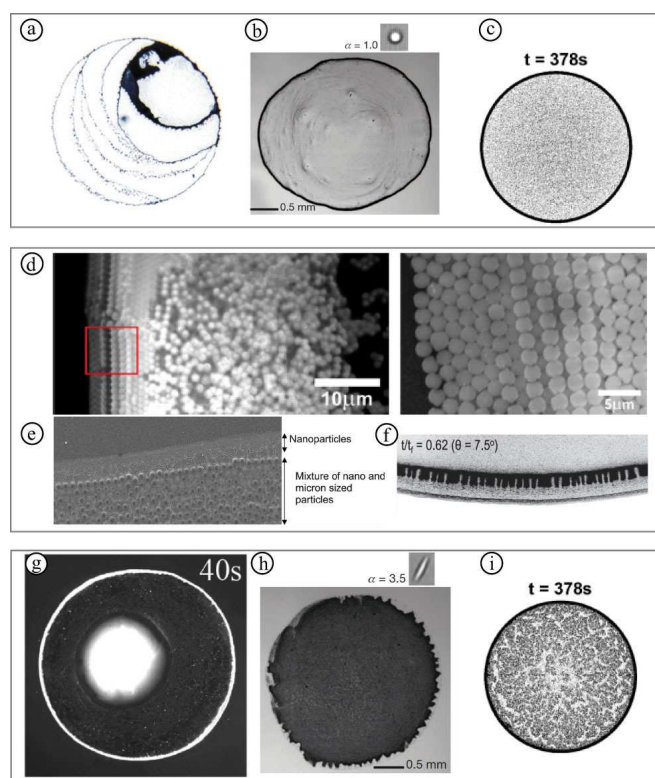 a
b
α = 1.0
0.5 mm
c
t = 378s
d
10µm
5µm
e
Nanoparticles
Mixture of nano and
micron sized
particles
f
t/tf = 0.62 (θ = 7.5°)
g
40s
h
α = 3.5
0.5 mm
i
t = 378s